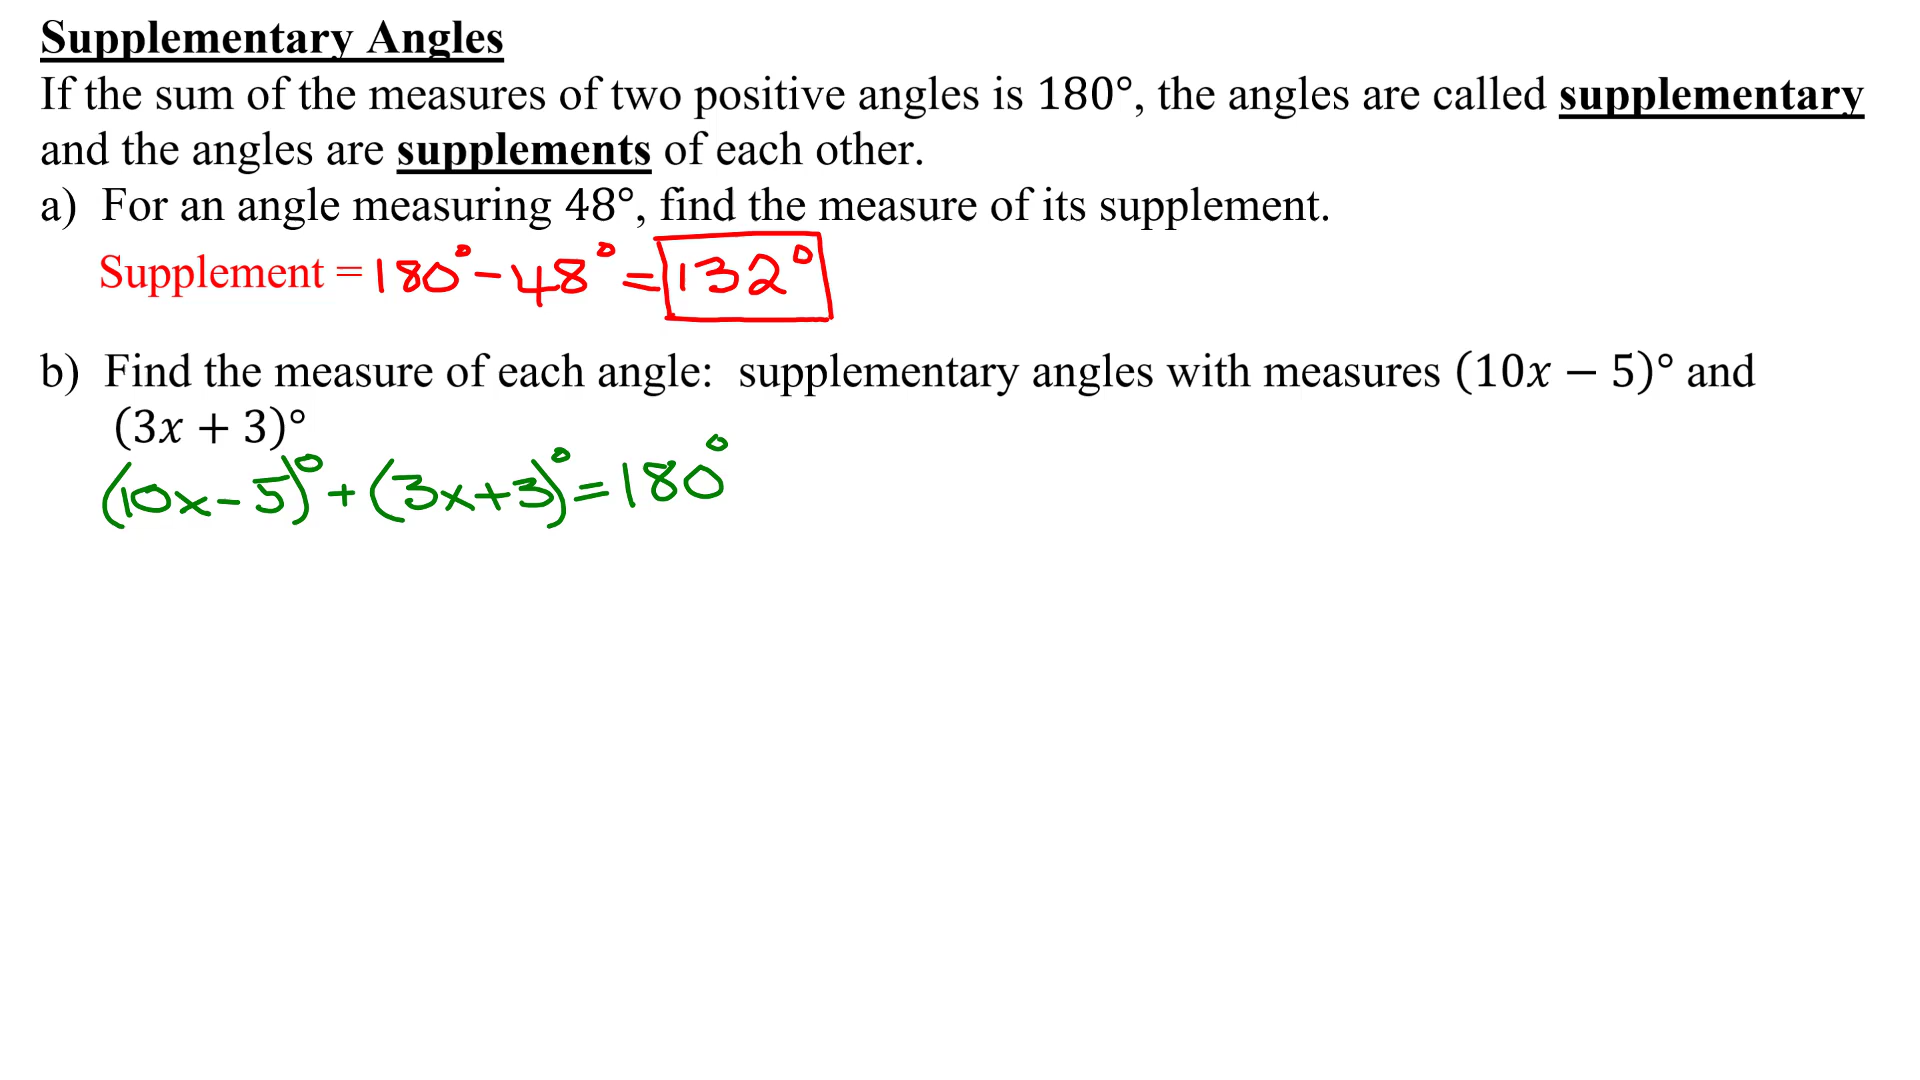 Supplementary Angles
If the sum of the measures of two positive angles is 180°, the angles are called supplementary
and the angles are supplements of each other.
a) For an angle measuring 48°, find the measure of its supplement.
Supplement = 180° - 48° = 132°
b) Find the measure of each angle: supplementary angles with measures (10x − 5)° and
(3x + 3)°
(10x - 5)° + (3x + 3)° = 180°